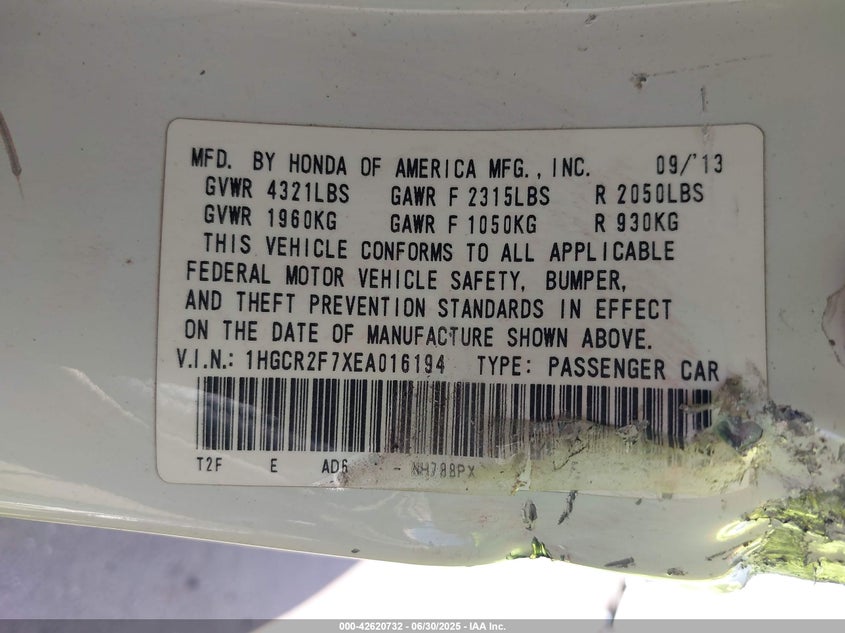 MFD. BY HONDA OF AMERICA MFG., INC. 09/'13
GVWR 4321LBS GAWR F 2315LBS R 2050LBS
GVWR 1960KG GAWR F 1050KG R 930KG
THIS VEHICLE CONFORMS TO ALL APPLICABLE
FEDERAL MOTOR VEHICLE SAFETY, BUMPER,
AND THEFT PREVENTION STANDARDS IN EFFECT
ON THE DATE OF MANUFACTURE SHOWN ABOVE.
V.I.N.: 1HGCR2F7XEA016194 TYPE: PASSENGER CAR
T2F E AD6 - NH788PX
000-42620732 - 06/30/2025 - IAA Inc.